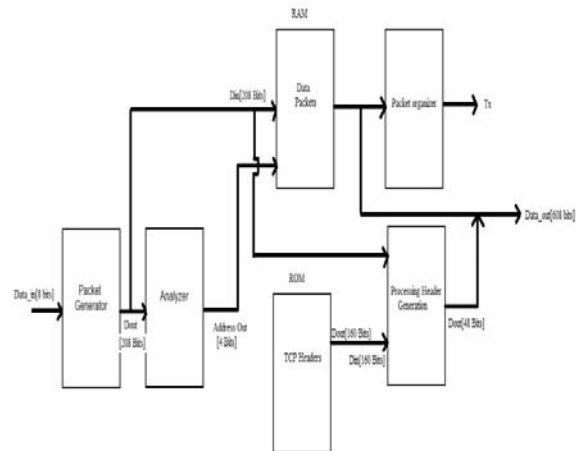 RAM
Data
Packets
Packet organizer
Tx
Din[208 Bits]
Data_out[608 bits]
Packet
Generator
Analyzer
Data_in[8 bits]
Dout
[208 Bits]
Address Out
[4 Bits]
ROM
TCP Headers
Dout[160 Bits]
Din[160 Bits]
Processing Header
Generation
Dout[48 Bits]